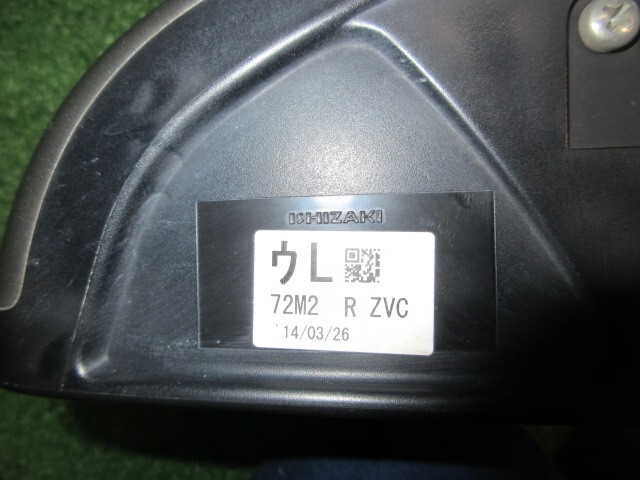 ISHIZAKI
ウL
72M2 R ZVC
'14/03/26